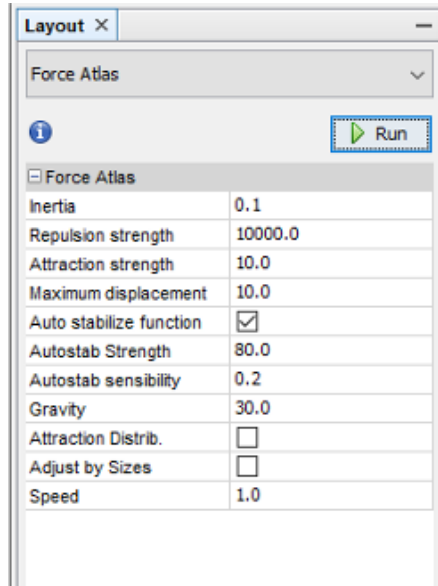 Layout
Force Atlas
Run
Force Atlas
Inertia 0.1
Repulsion strength 10000.0
Attraction strength 10.0
Maximum displacement 10.0
Auto stabilize function
Autostab Strength 80.0
Autostab sensibility 0.2
Gravity 30.0
Attraction Distrib.
Adjust by Sizes
Speed 1.0